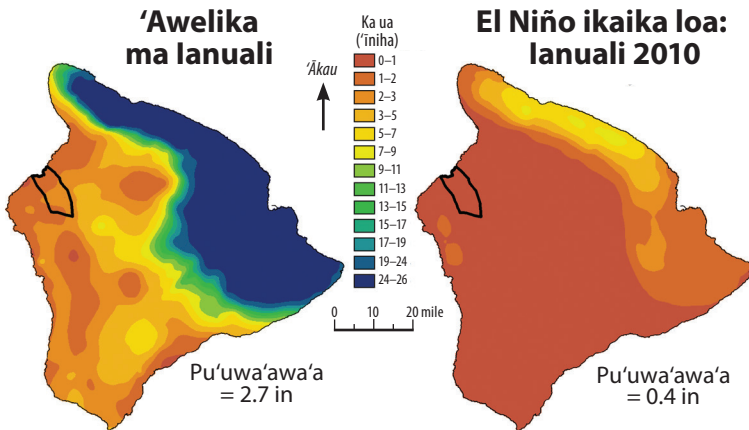 ʻAwelika
ma Ianuali
El Niño ikaika loa:
Ianuali 2010
Ka ua
(ʻīniha)
ʻĀkau
0–1
1–2
2–3
3–5
5–7
7–9
9–11
11–13
13–15
15–17
17–19
19–24
24–26
0 10 20 mile
Puʻuwaʻawaʻa
= 2.7 in
Puʻuwaʻawaʻa
= 0.4 in